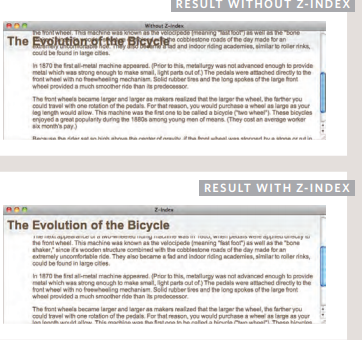 RESULT WITHOUT Z-INDEX
Without Z-index
the front wheel. This machine was known as the velocipede (meaning "fast foot") as well as the "bone
The Evolution of the Bicycle
cobblestone roads of the day made for an
extremely uncomfortable ride. They also became a fad and indoor riding academies, similar to roller rinks,
could be found in large cities.
In 1870 the first all-metal machine appeared. (Prior to this, metallurgy was not advanced enough to provide
metal which was strong enough to make small, light parts out of.) The pedals were attached directly to the
front wheel with no freewheeling mechanism. Solid rubber tires and the long spokes of the large front
wheel provided a much smoother ride than its predecessor.
The front wheels became larger and larger as makers realized that the larger the wheel, the farther you
could travel with one rotation of the pedals. For that reason, you would purchase a wheel as large as your
leg length would allow. This machine was the first one to be called a bicycle ("two wheel"). These bicycles
enjoyed a great popularity during the 1880s among young men of means. (They cost an average worker
six month's pay.)
Because the rider sat so high above the center of gravity, if the front wheel was stopped by a stone or rut in
RESULT WITH Z-INDEX
Z-Index
The Evolution of the Bicycle
The next appearance of a two-wheeled riding machine was in 1865, when pedals were applied directly to
the front wheel. This machine was known as the velocipede (meaning "fast foot") as well as the "bone
shaker," since it's wooden structure combined with the cobblestone roads of the day made for an
extremely uncomfortable ride. They also became a fad and indoor riding academies, similar to roller rinks,
could be found in large cities.
In 1870 the first all-metal machine appeared. (Prior to this, metallurgy was not advanced enough to provide
metal which was strong enough to make small, light parts out of.) The pedals were attached directly to the
front wheel with no freewheeling mechanism. Solid rubber tires and the long spokes of the large front
wheel provided a much smoother ride than its predecessor.
The front wheels became larger and larger as makers realized that the larger the wheel, the farther you
could travel with one rotation of the pedals. For that reason, you would purchase a wheel as large as your
leg length would allow. This machine was the first one to be called a bicycle ("two wheel"). These bicycles